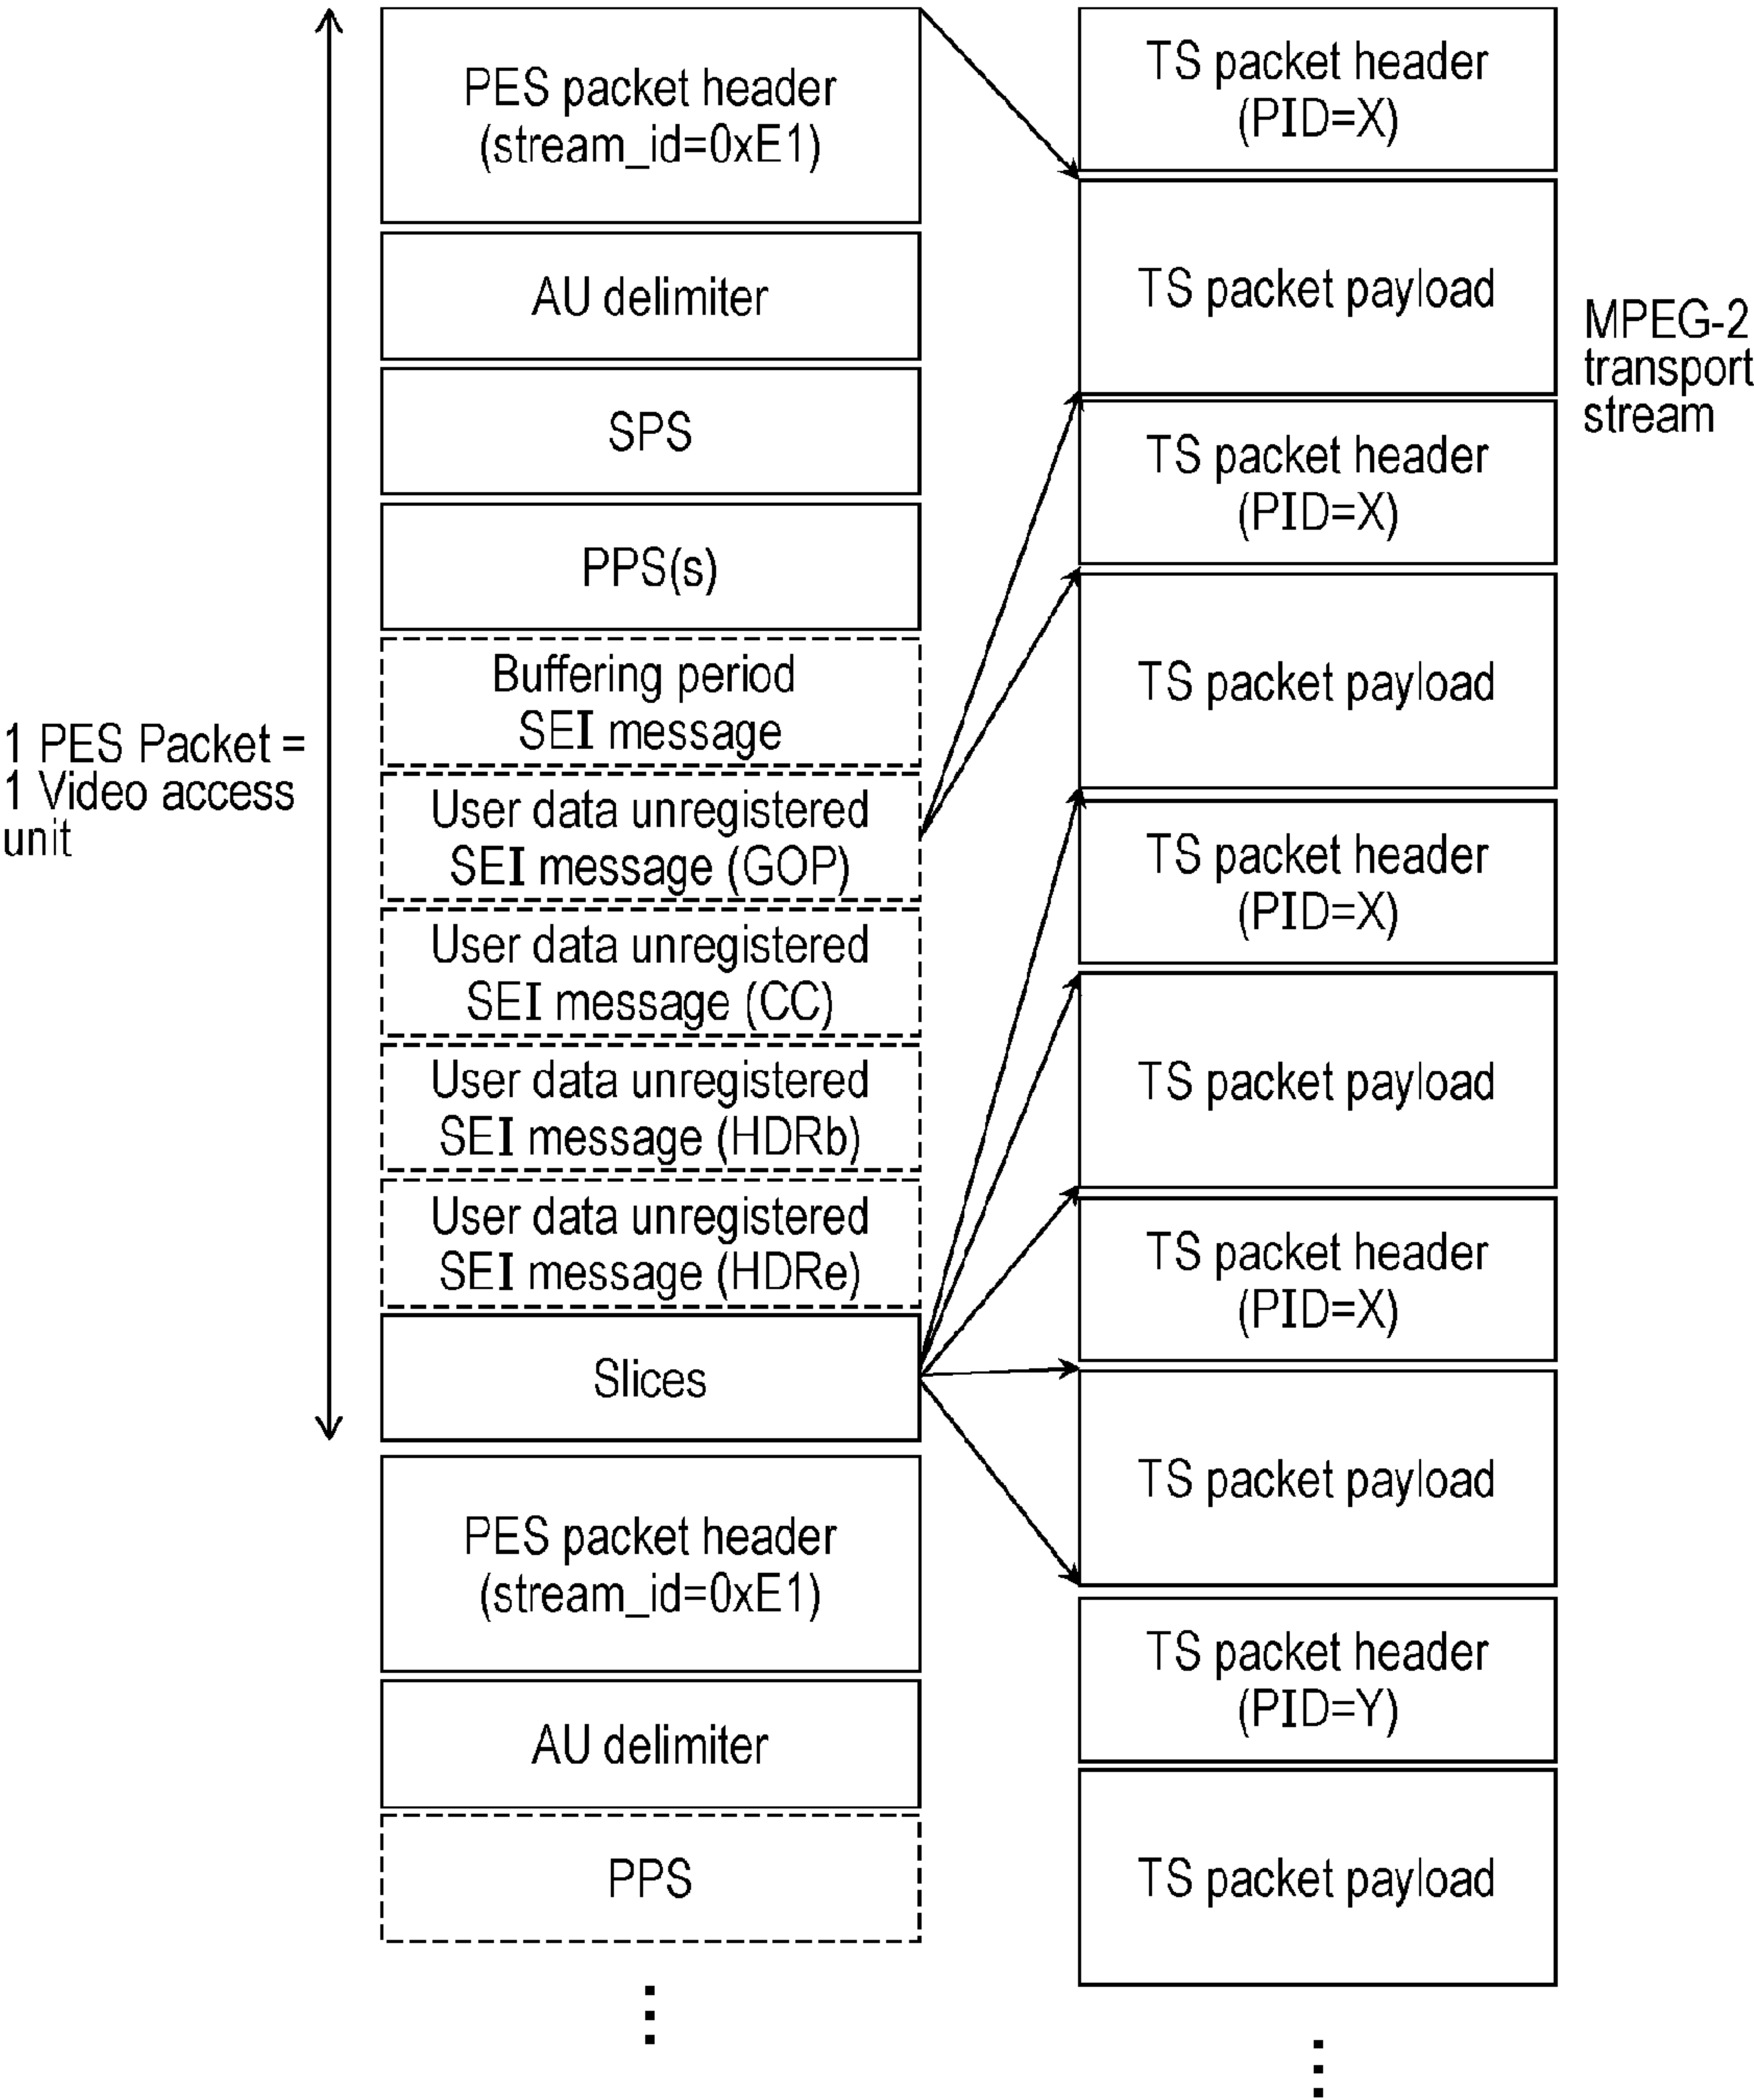 1 PES Packet =
1 Video access
unit
PES packet header
(stream_id=0xE1)
AU delimiter
SPS
PPS(s)
Buffering period
SEI message
User data unregistered
SEI message (GOP)
User data unregistered
SEI message (CC)
User data unregistered
SEI message (HDRb)
User data unregistered
SEI message (HDRe)
Slices
PES packet header
(stream_id=0xE1)
AU delimiter
PPS
TS packet header
(PID=X)
TS packet payload
TS packet header
(PID=X)
TS packet payload
TS packet header
(PID=X)
TS packet payload
TS packet header
(PID=X)
TS packet payload
TS packet header
(PID=Y)
TS packet payload
MPEG-2
transport
stream